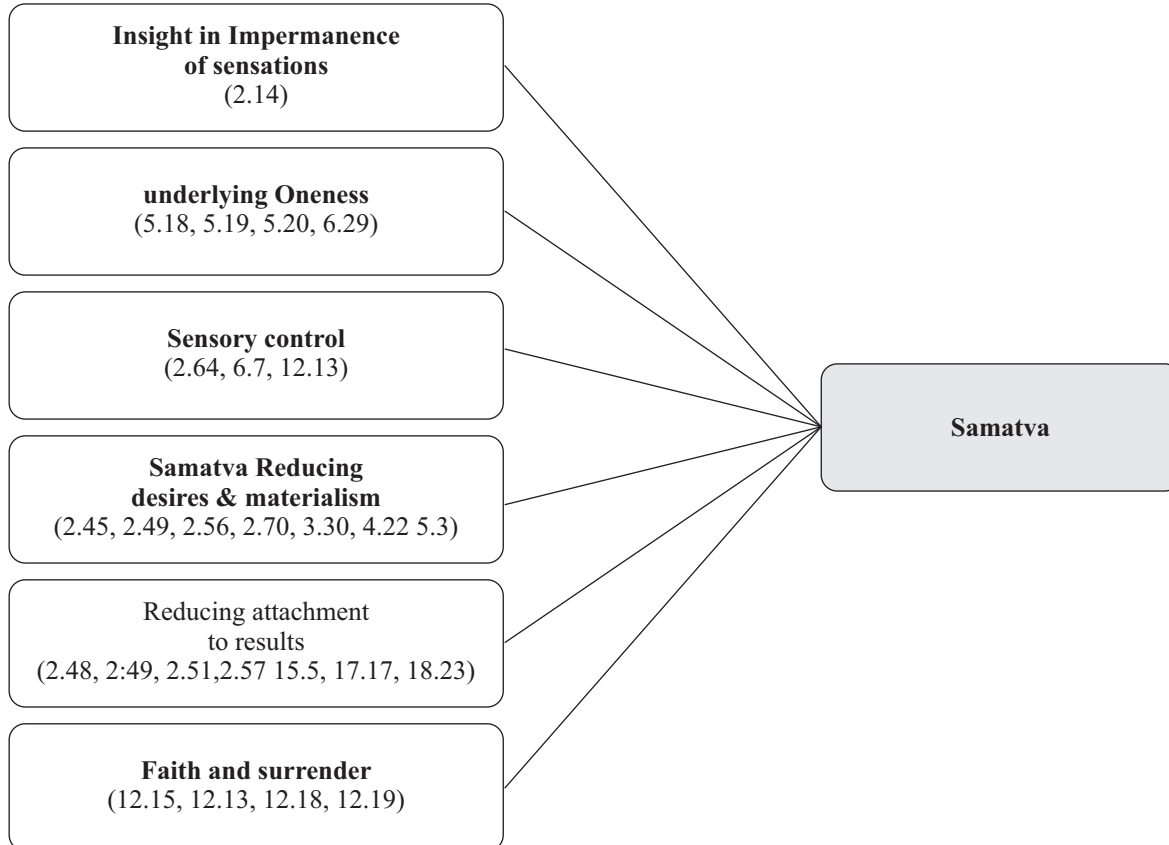 Insight in Impermanence
of sensations
(2.14)
underlying Oneness
(5.18, 5.19, 5.20, 6.29)
Sensory control
(2.64, 6.7, 12.13)
Samatva Reducing
desires & materialism
(2.45, 2.49, 2.56, 2.70, 3.30, 4.22 5.3)
Reducing attachment
to results
(2.48, 2:49, 2.51,2.57 15.5, 17.17, 18.23)
Faith and surrender
(12.15, 12.13, 12.18, 12.19)
Samatva